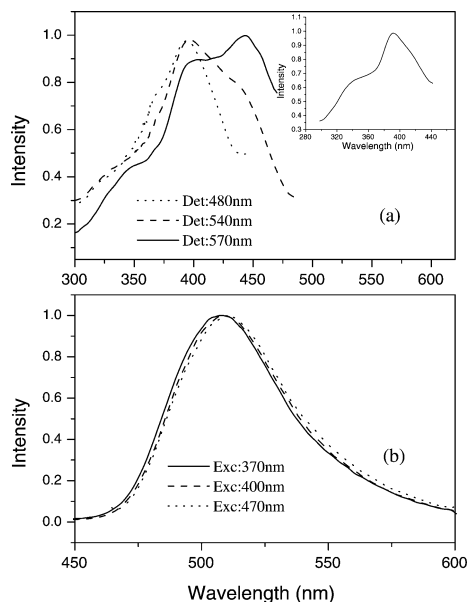 1.0
0.8
0.6
0.4
0.2
Intensity
Det:480nm
Det:540nm
Det:570nm
(a)
300 350 400 450 500 550 600
1.0
0.9
0.8
0.7
0.6
0.5
0.4
0.3
Intensity
280 320 360 400 440 480
Wavelength (nm)
1.0
0.8
0.6
0.4
0.2
0.0
Intensity
Exc:370nm
Exc:400nm
Exc:470nm
(b)
450 500 550 600
Wavelength (nm)